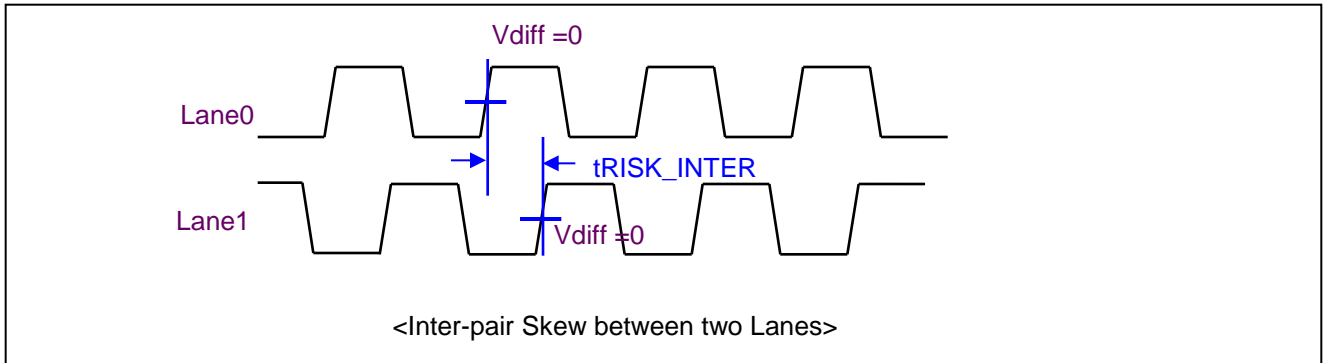 Vdiff =0
Lane0
tRISK_INTER
Lane1
Vdiff =0
<Inter-pair Skew between two Lanes>